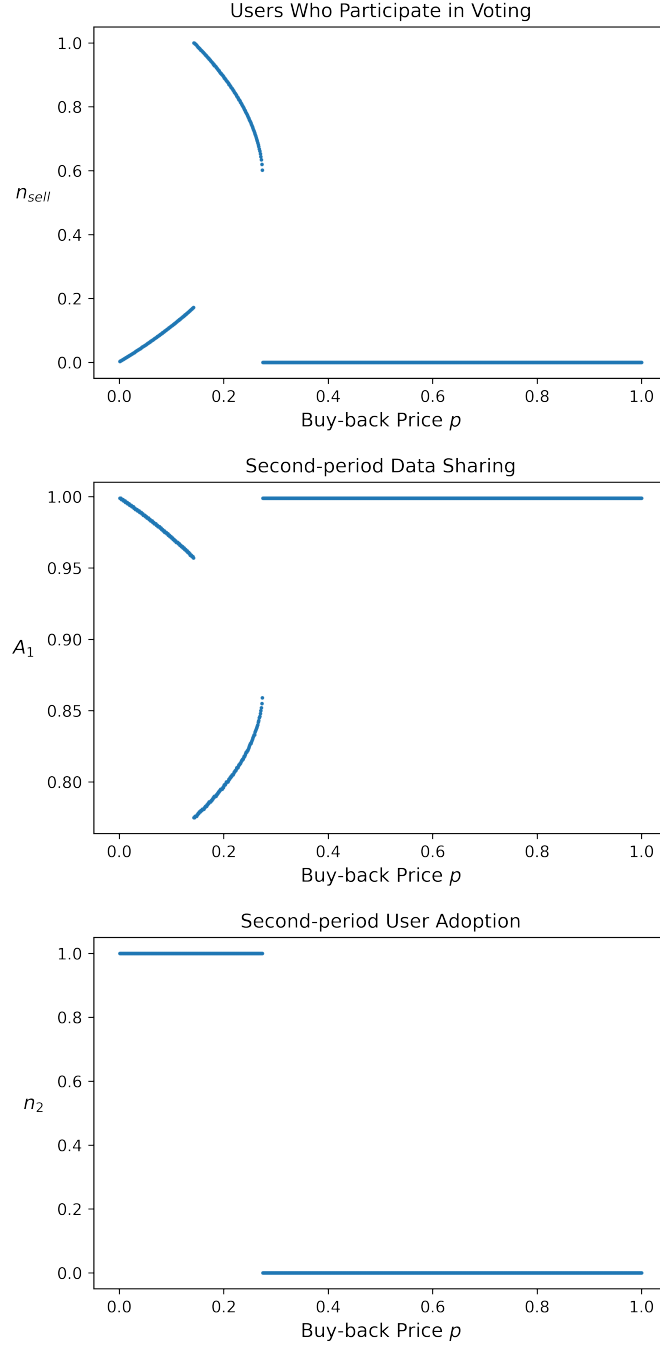 Users Who Participate in Voting
1.0
0.8
0.6
n_sell
0.4
0.2
0.0
0.0 0.2 0.4 0.6 0.8 1.0
Buy-back Price p
Second-period Data Sharing
1.00
0.95
0.90
A_1
0.85
0.80
0.0 0.2 0.4 0.6 0.8 1.0
Buy-back Price p
Second-period User Adoption
1.0
0.8
0.6
n_2
0.4
0.2
0.0
0.0 0.2 0.4 0.6 0.8 1.0
Buy-back Price p